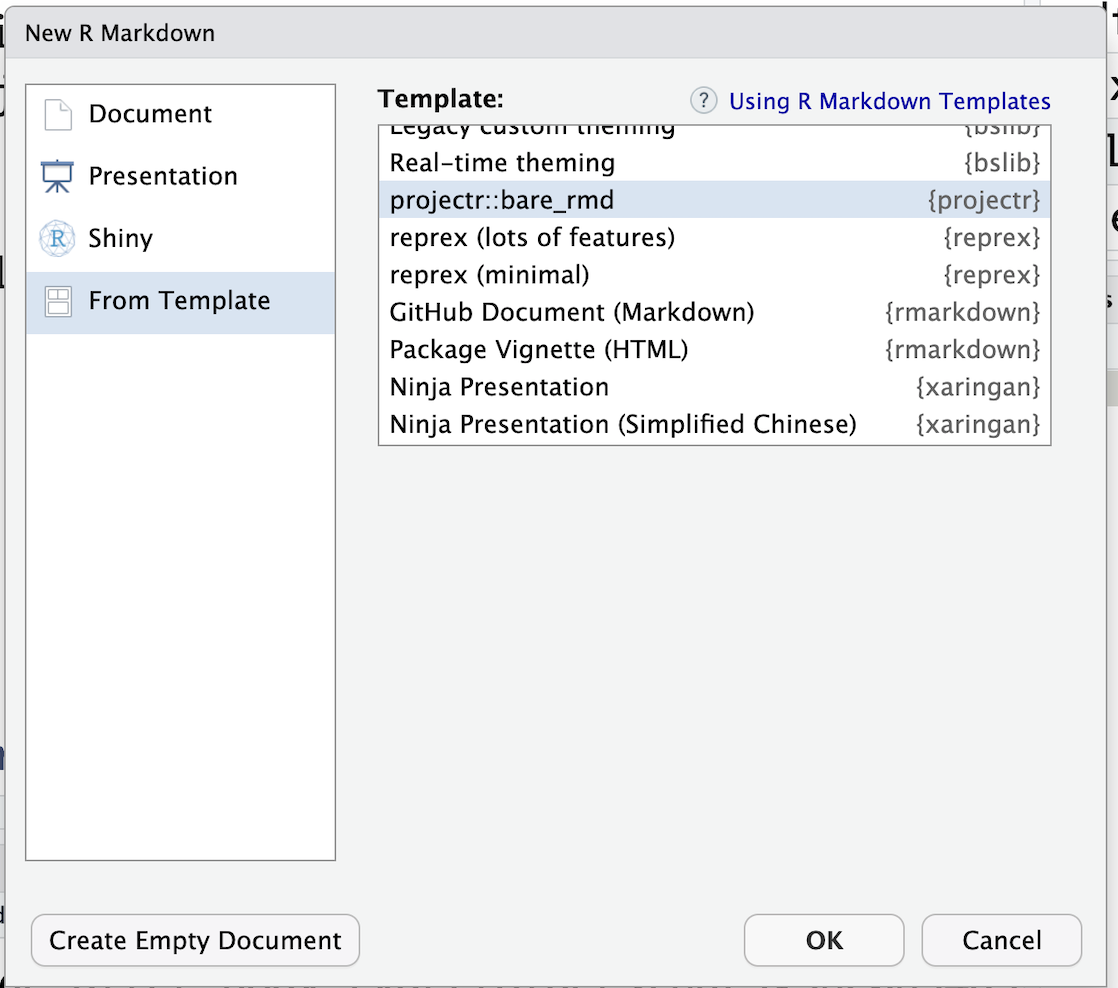 New R Markdown
Document
Presentation
Shiny
From Template
Template:
? Using R Markdown Templates
Legacy custom theming {bslib}
Real-time theming {bslib}
projectr::bare_rmd {projectr}
reprex (lots of features) {reprex}
reprex (minimal) {reprex}
GitHub Document (Markdown) {rmarkdown}
Package Vignette (HTML) {rmarkdown}
Ninja Presentation {xaringan}
Ninja Presentation (Simplified Chinese) {xaringan}
Create Empty Document
OK
Cancel